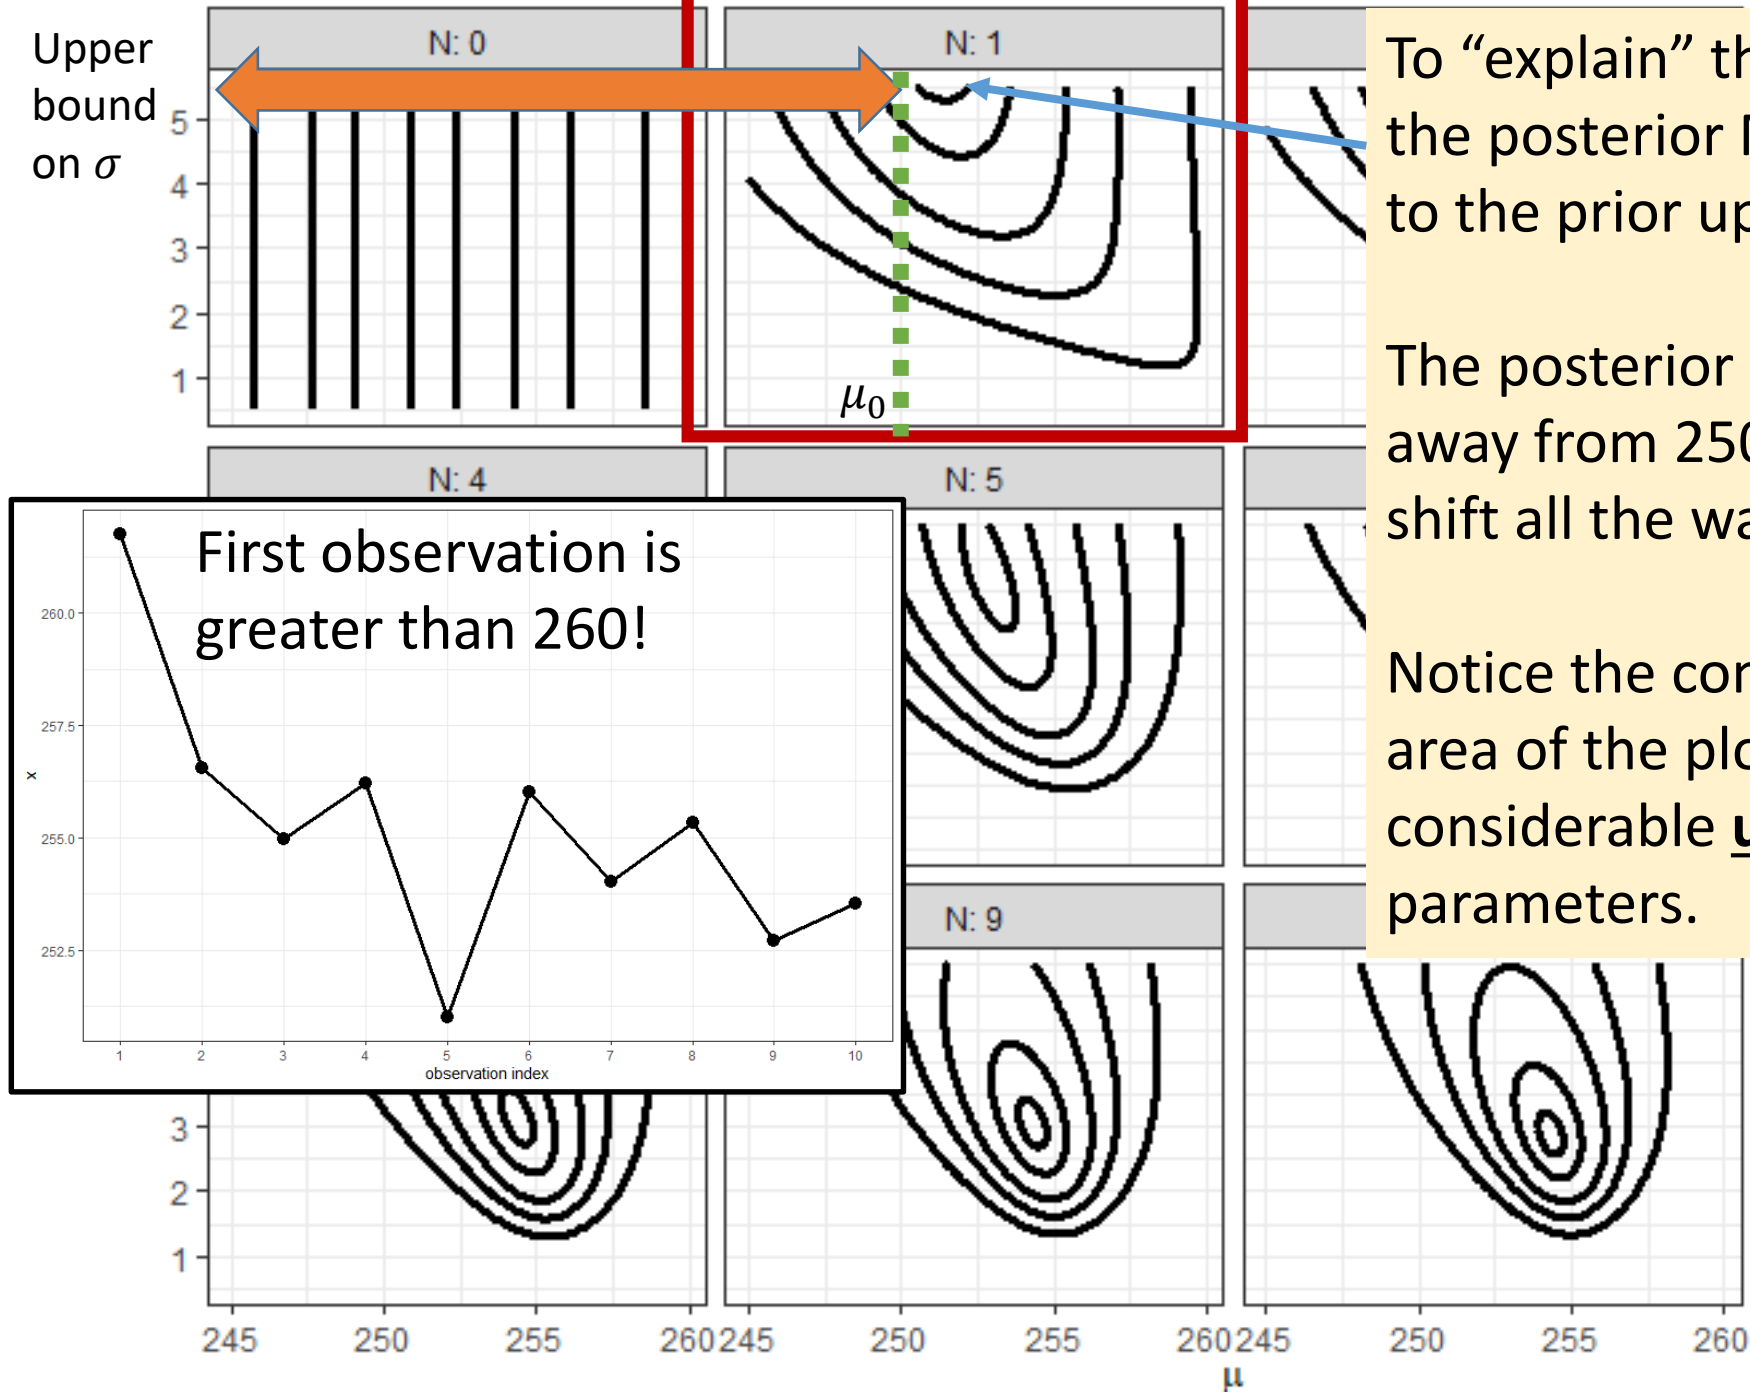 Upper
bound
on σ
N: 0
N: 1
To “explain” th
the posterior
to the prior up
The posterior
away from 250
shift all the wa
Notice the con
area of the plo
considerable u
parameters.
5
4
3
2
1
μ₀
N: 4
N: 5
First observation is
greater than 260!
260.0
257.5
255.0
252.5
x
1 2 3 4 5 6 7 8 9 10
observation index
N: 9
3
2
1
245 250 255 260 245 250 255 260 245 250 255 260
μ